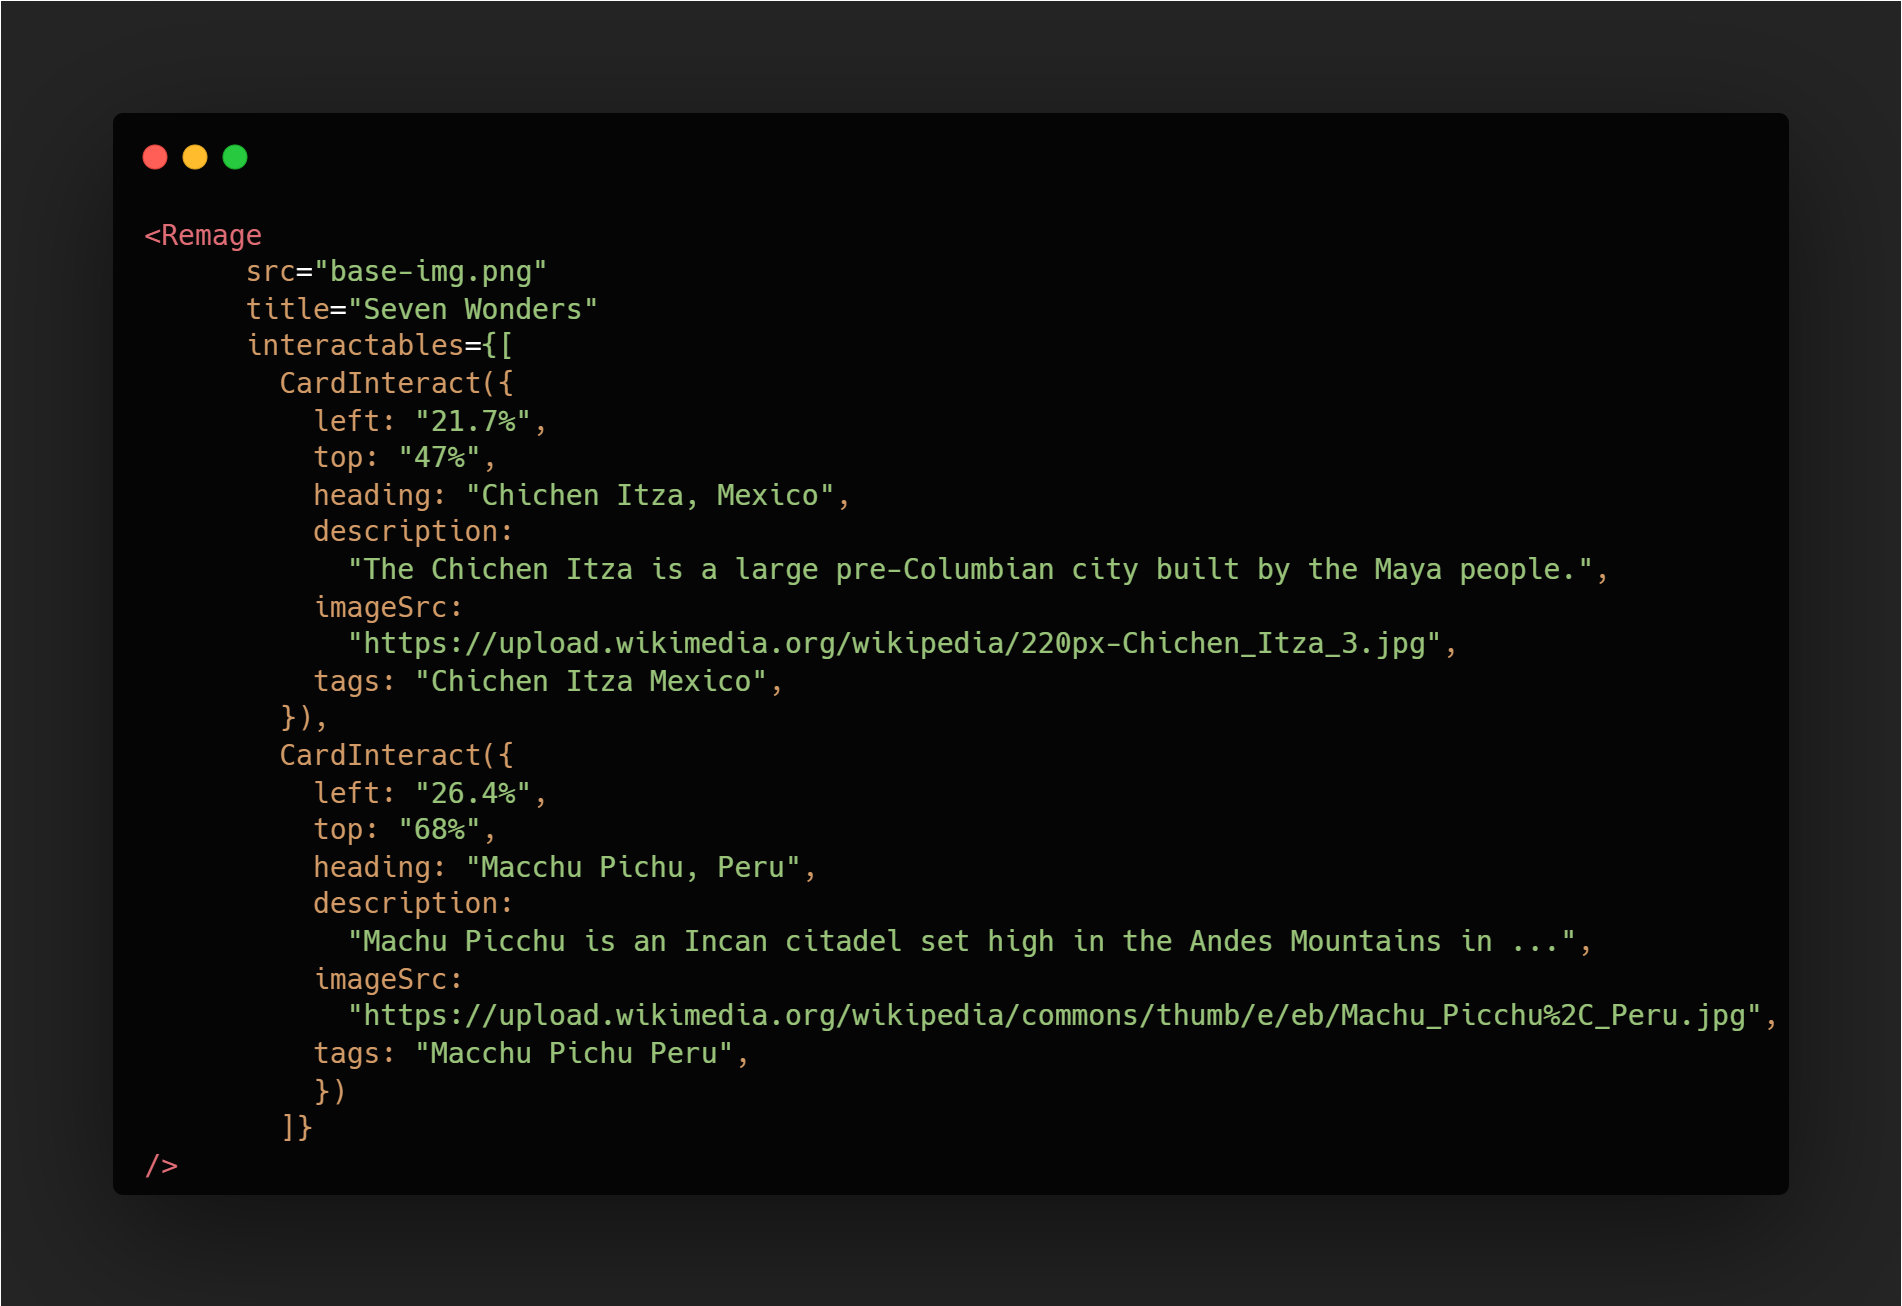 <Remage
      src="base-img.png"
      title="Seven Wonders"
      interactables={[
        CardInteract({
          left: "21.7%",
          top: "47%",
          heading: "Chichen Itza, Mexico",
          description:
            "The Chichen Itza is a large pre-Columbian city built by the Maya people.",
          imageSrc:
            "https://upload.wikimedia.org/wikipedia/220px-Chichen_Itza_3.jpg",
          tags: "Chichen Itza Mexico",
        }),
        CardInteract({
          left: "26.4%",
          top: "68%",
          heading: "Macchu Pichu, Peru",
          description:
            "Machu Picchu is an Incan citadel set high in the Andes Mountains in ...",
          imageSrc:
            "https://upload.wikimedia.org/wikipedia/commons/thumb/e/eb/Machu_Picchu%2C_Peru.jpg",
          tags: "Macchu Pichu Peru",
          })
        ]}
/>